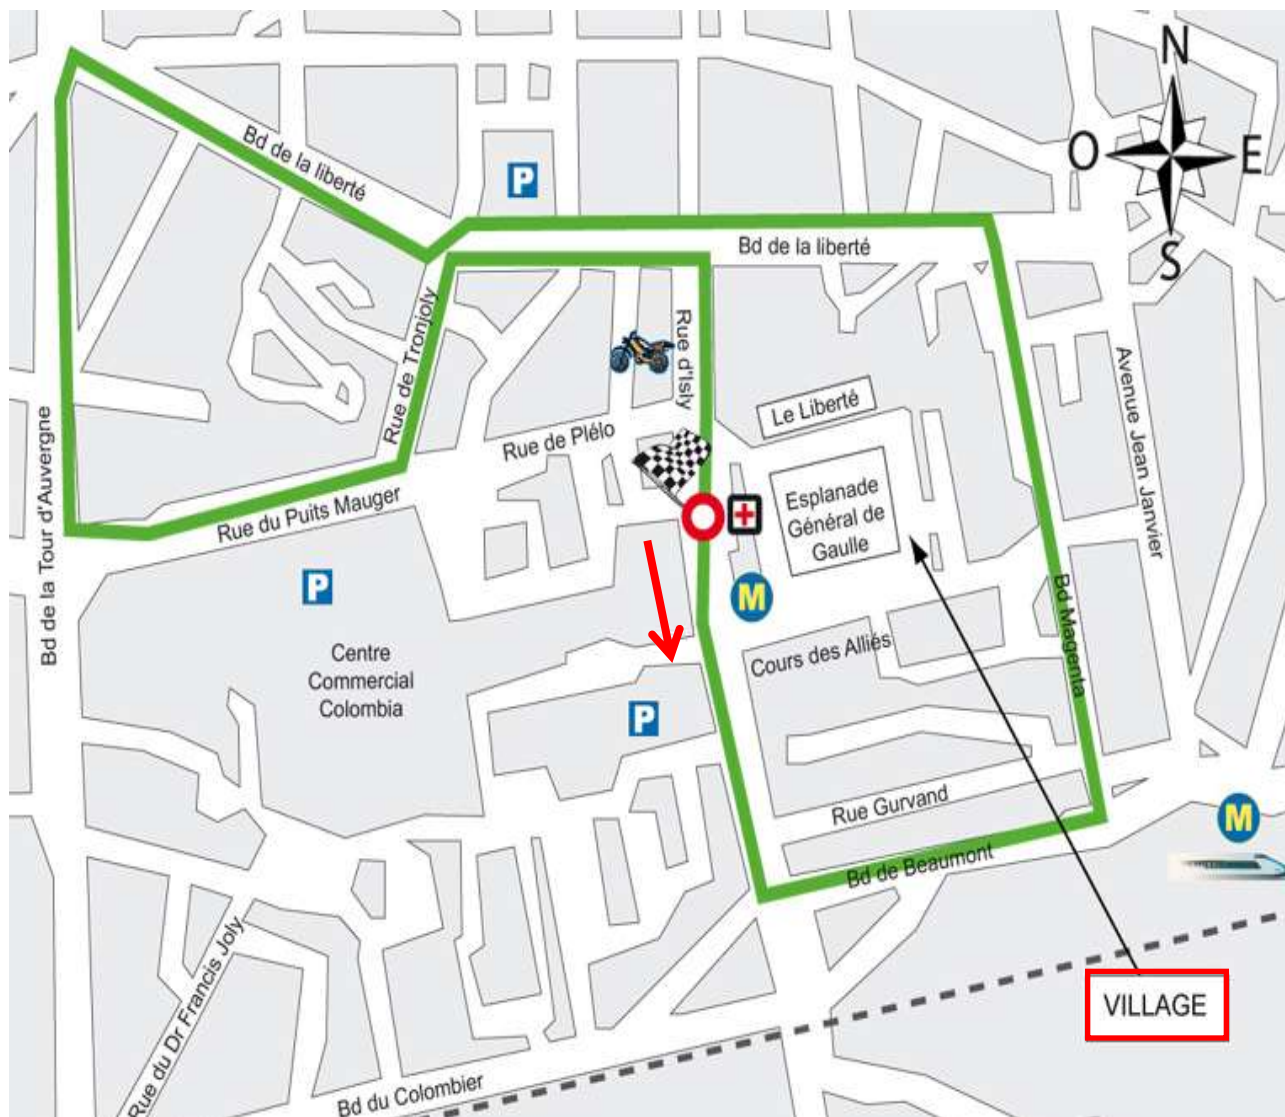 N
O
E
S
Bd de la liberté
P
Bd de la liberté
Rue de Tronjoly
Rue d'Isly
Avenue Jean Janvier
Le Liberté
Rue de Plélo
Bd de la Tour d'Auvergne
Rue du Puits Mauger
Esplanade
Général de
Gaulle
P
M
Bd Magenta
Cours des Alliés
Centre
Commercial
Colombia
P
Rue Gurvand
M
Bd de Beaumont
Rue du Dr Francis Joly
VILLAGE
Bd du Colombier